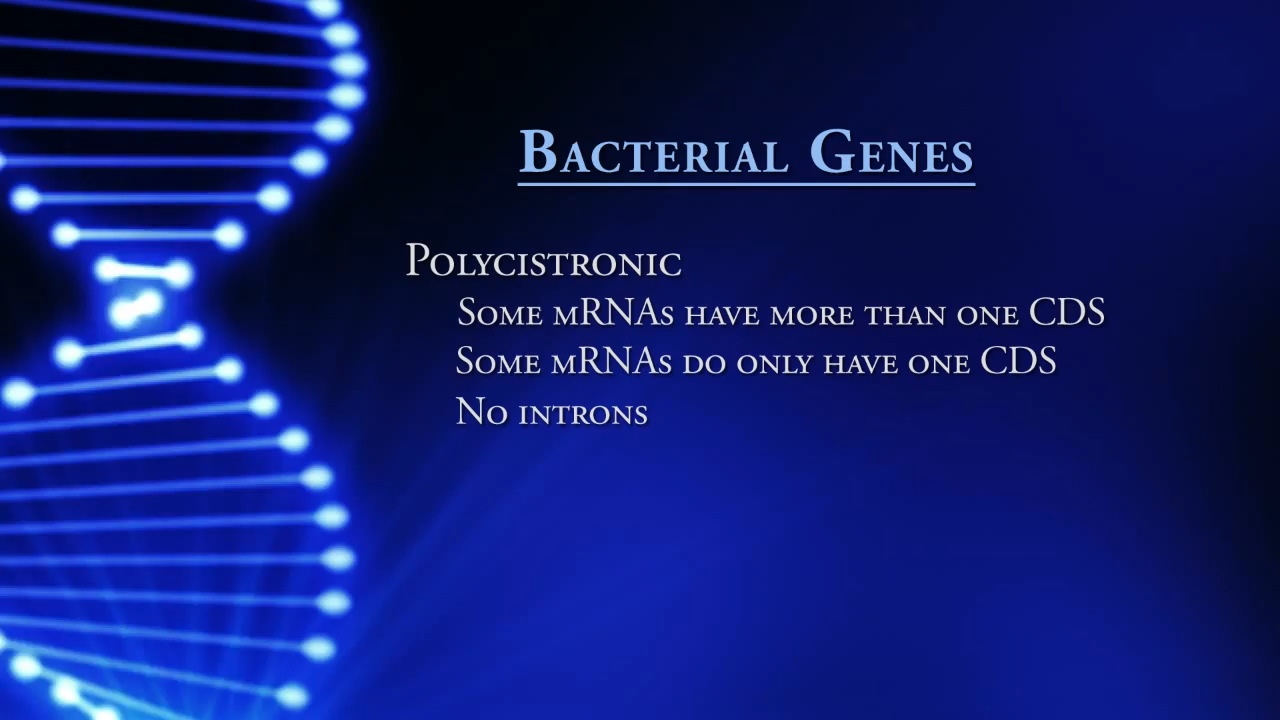 Bacterial Genes
Polycistronic
Some mRNAs have more than one CDS
Some mRNAs do only have one CDS
No introns